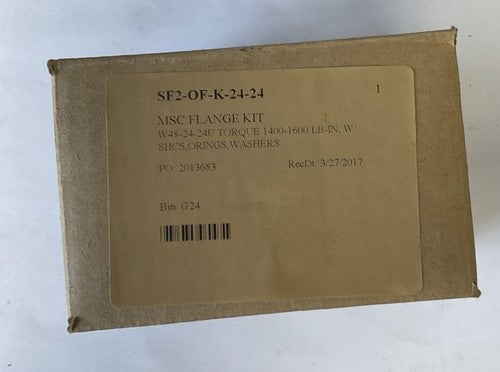 SF2-OF-K-24-24 1
MSC FLANGE KIT
W48-24-24U TORQUE 1400-1600 LB-IN, W/
SHCS,ORINGS,WASHERS
PO: 2013683 RecDt: 3/27/2017
Bin: G24